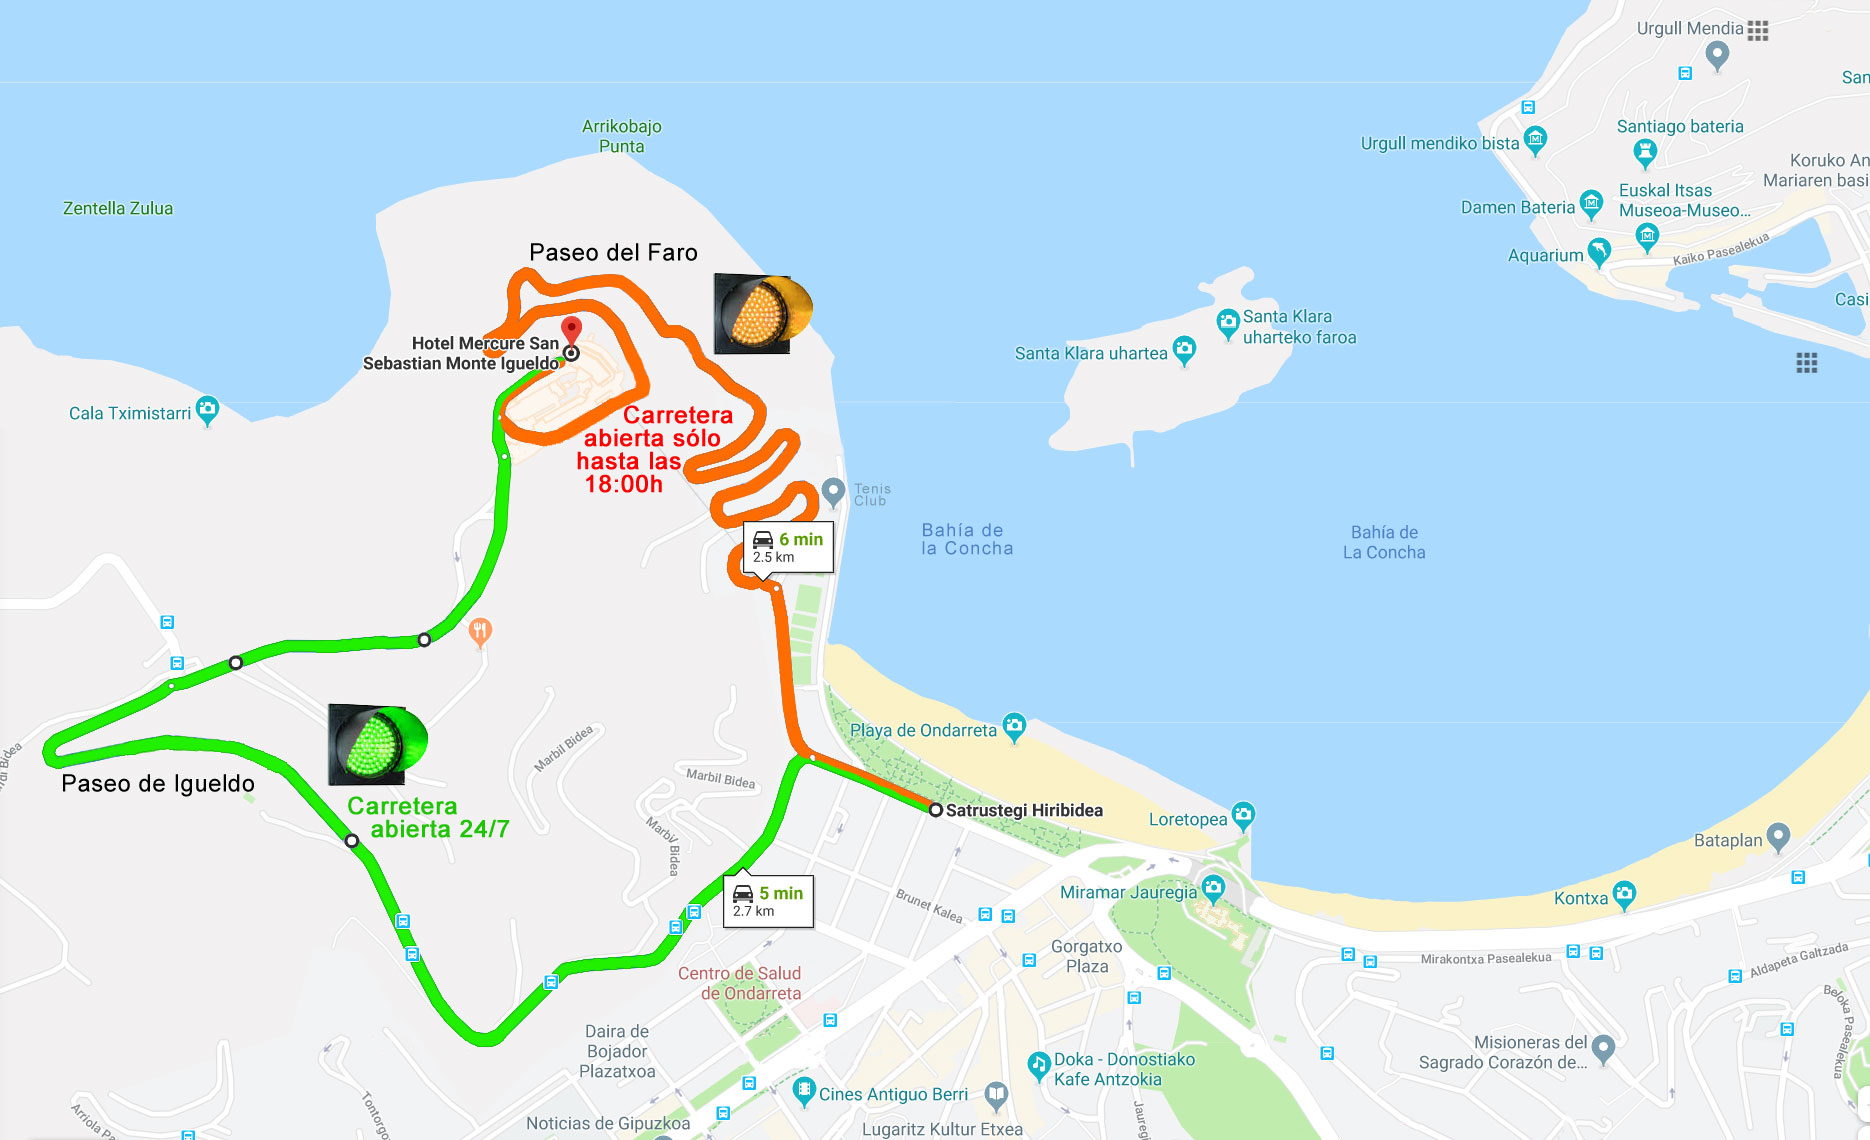 Urgull Mendia
San
Arrikobajo
Punta
Santiago bateria
Urgull mendiko bista
Koruko An
Mariaren basi
Zentella Zulua
Euskal Itsas
Museoa-Museo...
Damen Bateria
Paseo del Faro
Aquarium
Kaiko Pasealekua
Casi
Santa Klara
uharteko faroa
Santa Klara uhartea
Hotel Mercure San
Sebastian Monte Igueldo
Cala Tximistarri
Carretera
abierta sólo
hasta las
18:00h
Tenis
Club
Bahía de
la Concha
Bahía de
La Concha
6 min
2.5 km
Playa de Ondarreta
Marbil Bidea
Marbil Bidea
Marbil Bidea
di Bidea
Paseo de Igueldo
Carretera
abierta 24/7
Satrustegi Hiribidea
Loretopea
Bataplan
5 min
2.7 km
Brunet Kalea
Miramar Jauregia
Kontxa
Gorgatxo
Plaza
Mirakontxa Pasealekua
Aldapeta Galtzada
Centro de Salud
de Ondarreta
Beloka Pasealekua
Daira de
Bojador
Plazatxoa
Misioneras del
Sagrado Corazón de...
Doka - Donostiako
Kafe Antzokia
Cines Antiguo Berri
Noticias de Gipuzkoa
Lugaritz Kultur Etxea
Arriola Pa
Tontorgo
Jauregi